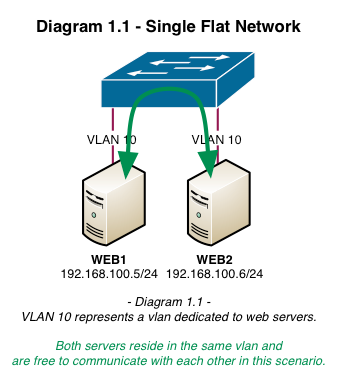 Diagram 1.1 - Single Flat Network
VLAN 10 VLAN 10
WEB1 WEB2
192.168.100.5/24 192.168.100.6/24
- Diagram 1.1 -
VLAN 10 represents a vlan dedicated to web servers.
Both servers reside in the same vlan and
are free to communicate with each other in this scenario.